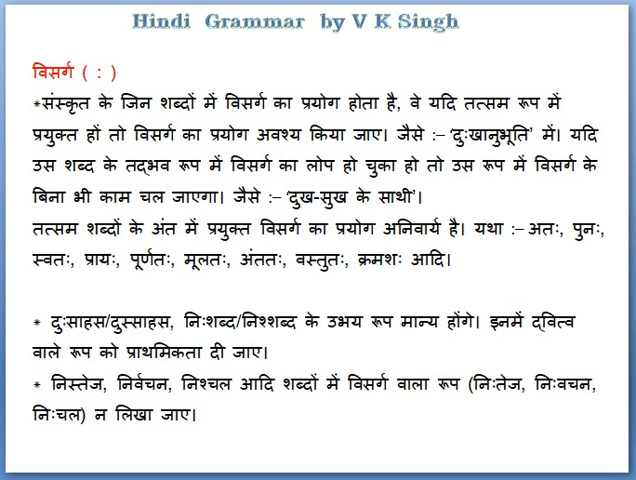 Hindi Grammar by V K Singh
विसर्ग ( : )
*संस्कृत के जिन शब्दों में विसर्ग का प्रयोग होता है, वे यदि तत्सम रूप में
प्रयुक्त हों तो विसर्ग का प्रयोग अवश्य किया जाए। जैसे :– ‘दुःखानुभूति’ में। यदि
उस शब्द के तद्‌भव रूप में विसर्ग का लोप हो चुका हो तो उस रूप में विसर्ग के
बिना भी काम चल जाएगा। जैसे :– ‘दुख-सुख के साथी’।
तत्सम शब्दों के अंत में प्रयुक्त विसर्ग का प्रयोग अनिवार्य है। यथा :– अतः, पुनः,
स्वतः, प्रायः, पूर्णतः, मूलतः, अंततः, वस्तुतः, क्रमशः आदि।
* दुःसाहस/दुस्साहस, निःशब्द/निश्शब्द के उभय रूप मान्य होंगे। इनमें द्‌वित्व
वाले रूप को प्राथमिकता दी जाए।
* निस्तेज, निर्वचन, निश्चल आदि शब्दों में विसर्ग वाला रूप (निःतेज, निःवचन,
निःचल) न लिखा जाए।